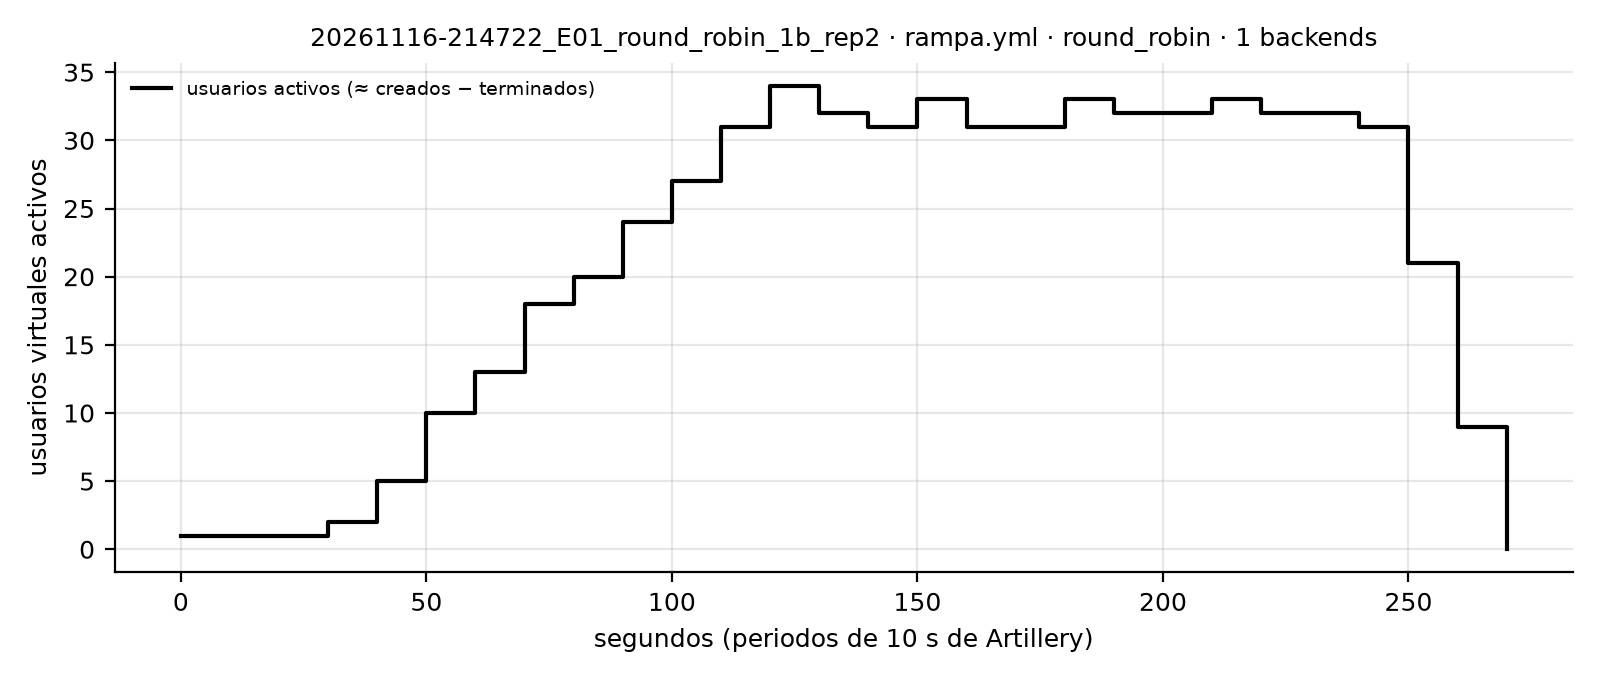 20261116-214722_E01_round_robin_1b_rep2 · rampa.yml · round_robin · 1 backends
usuarios activos (≈ creados − terminados)
usuarios virtuales activos
35
30
25
20
15
10
5
0
0 50 100 150 200 250
segundos (periodos de 10 s de Artillery)